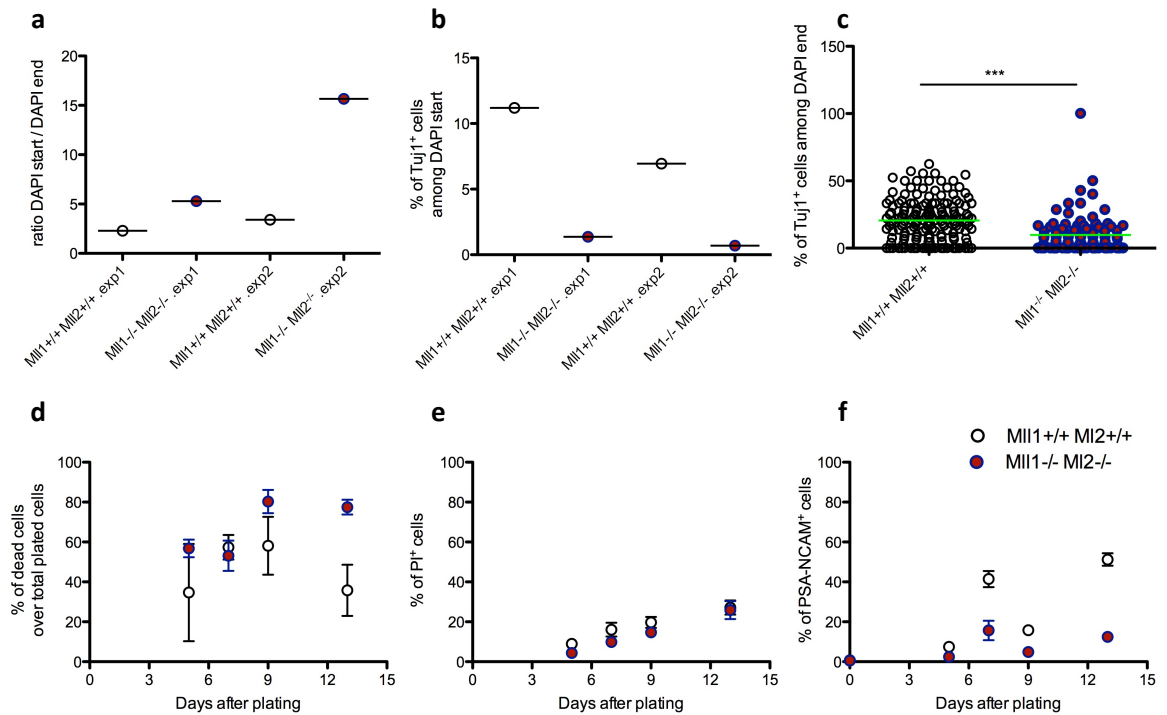 a
20
15
10
5
0
ratio DAPI start / DAPI end
Mll1+/+ Mll2+/+ .exp1
Mll1-/- Mll2-/- .exp1
Mll1+/+ Mll2+/+ .exp2
Mll1-/- Mll2-/- .exp2
b
15
10
5
0
% of Tuj1+ cells
among DAPI start
Mll1+/+ Mll2+/+ .exp1
Mll1-/- Mll2-/- .exp1
Mll1+/+ Mll2+/+ .exp2
Mll1-/- Mll2-/- .exp2
c
150
100
50
0
% of Tuj1+ cells among DAPI end
***
Mll1+/+ Mll2+/+
Mll1-/- Mll2-/-
d
100
80
60
40
20
0
% of dead cells
over total plated cells
0 3 6 9 12 15
Days after plating
e
100
80
60
40
20
0
% of PI+ cells
0 3 6 9 12 15
Days after plating
f
Mll1+/+ Ml2+/+
Mll1-/- Ml2-/-
100
80
60
40
20
0
% of PSA-NCAM+ cells
0 3 6 9 12 15
Days after plating